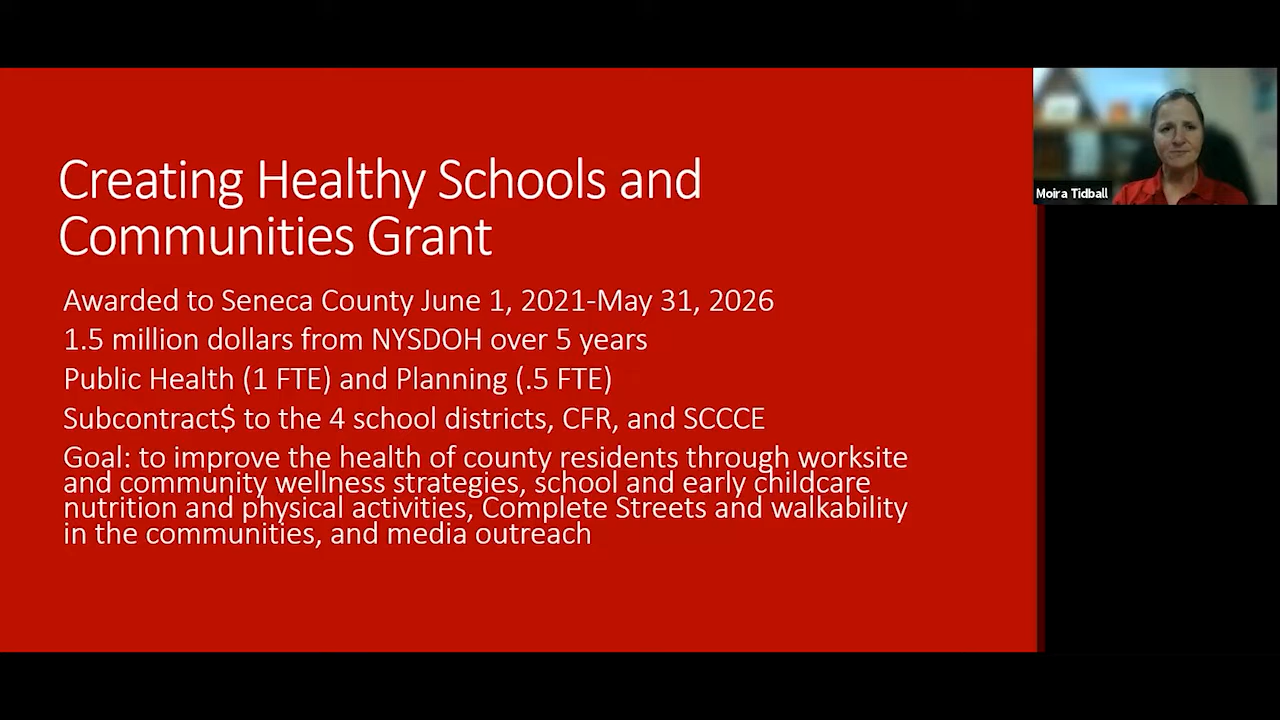 Creating Healthy Schools and
Communities Grant
Awarded to Seneca County June 1, 2021-May 31, 2026
1.5 million dollars from NYSDOH over 5 years
Public Health (1 FTE) and Planning (.5 FTE)
Subcontract$ to the 4 school districts, CFR, and SCCCE
Goal: to improve the health of county residents through worksite
and community wellness strategies, school and early childcare
nutrition and physical activities, Complete Streets and walkability
in the communities, and media outreach
Moira Tidball